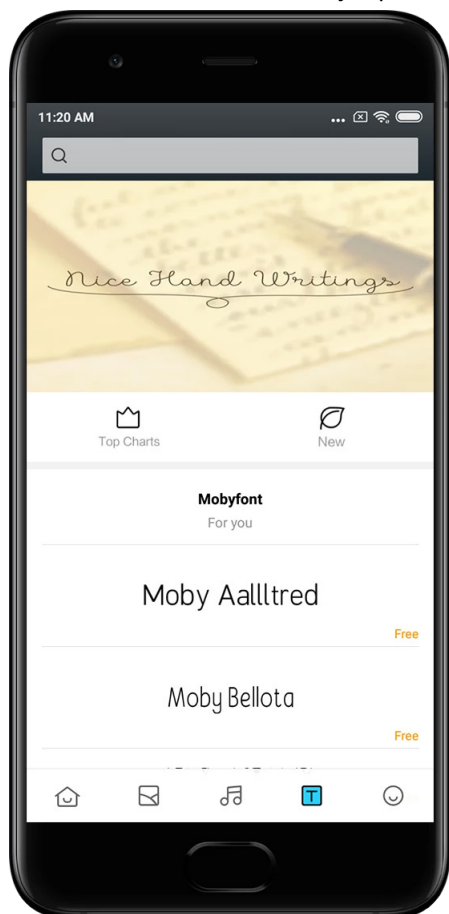 11:20 AM
Nice Hand Writings
Top Charts
New
Mobyfont
For you
Moby Aallltred
Free
Moby Bellota
Free
T